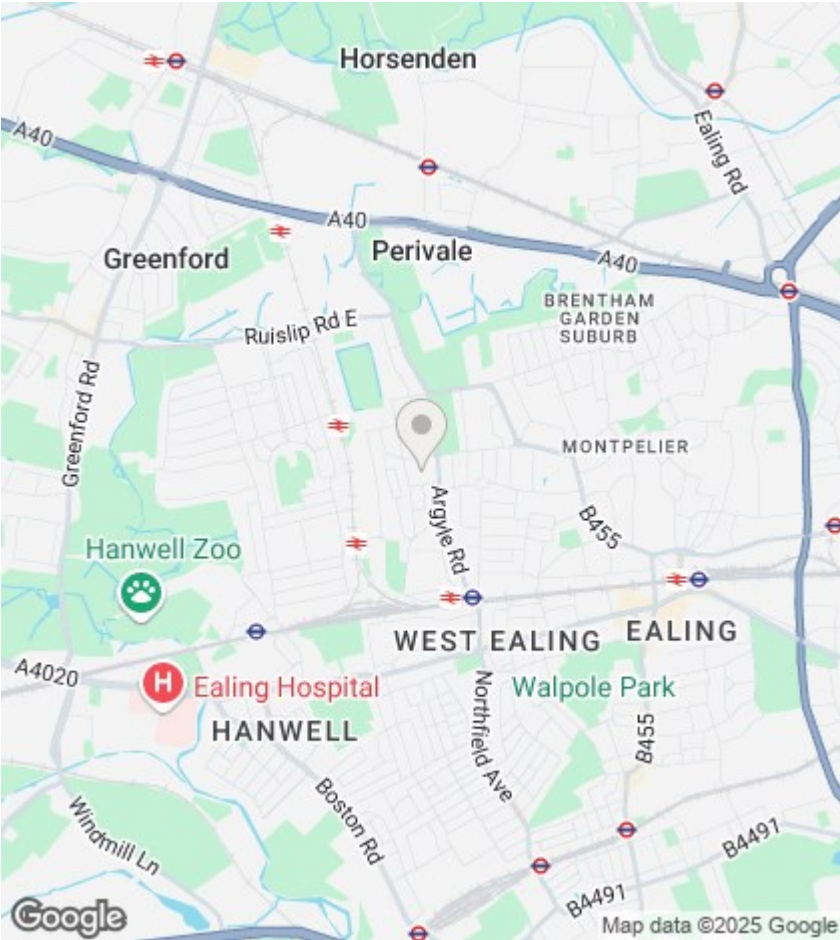 Horsenden
Ealing Rd
A40
A40
Greenford
Perivale
A40
BRENTHAM
GARDEN
SUBURB
Ruislip Rd E
Greenford Rd
MONTPELIER
Argyle Rd
B455
Hanwell Zoo
WEST EALING
EALING
A4020
H
Ealing Hospital
Walpole Park
Northfield Ave
B455
HANWELL
Boston Rd
Windmill Ln
B4491
B4491
Google
Map data ©2025 Google